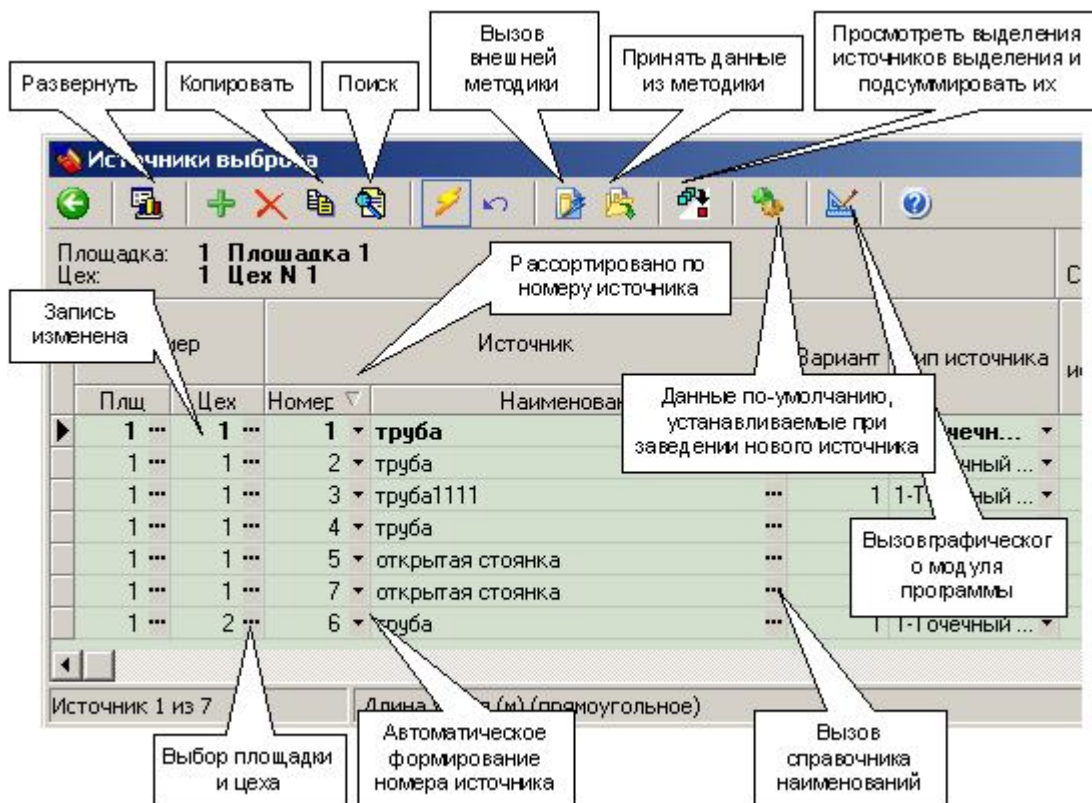 Вызов
внешней
методики
Принять данные
из методики
Просмотреть выделения
источников выделения и
подсуммировать их
Развернуть
Копировать
Поиск
Источники выброса
Площадка: 1 Площадка 1
Цех: 1 Цех N 1
Рассортировано по
номеру источника
Запись
изменена
Источник
Вариант
источника
Плщ
Цех
Номер
Данные по-умолчанию,
устанавливаемые при
заведении нового источника
1 ... 1 ... 1 труба
1 ... 1 ... 2 труба
1 ... 1 ... 3 труба1111 ... 1
1 ... 1 ... 4 труба ...
1 ... 1 ... 5 открытая стоянка ...
1 ... 1 ... 7 открытая стоянка ...
1 ... 2 ... 6 труба ... 1 1-Точечный ...
Вызов графическог
о модуля
программы
Источник 1 из 7
Длина (м) (прямоугольное)
Выбор площадки
и цеха
Автоматическое
формирование
номера источника
Вызов
справочника
наименований